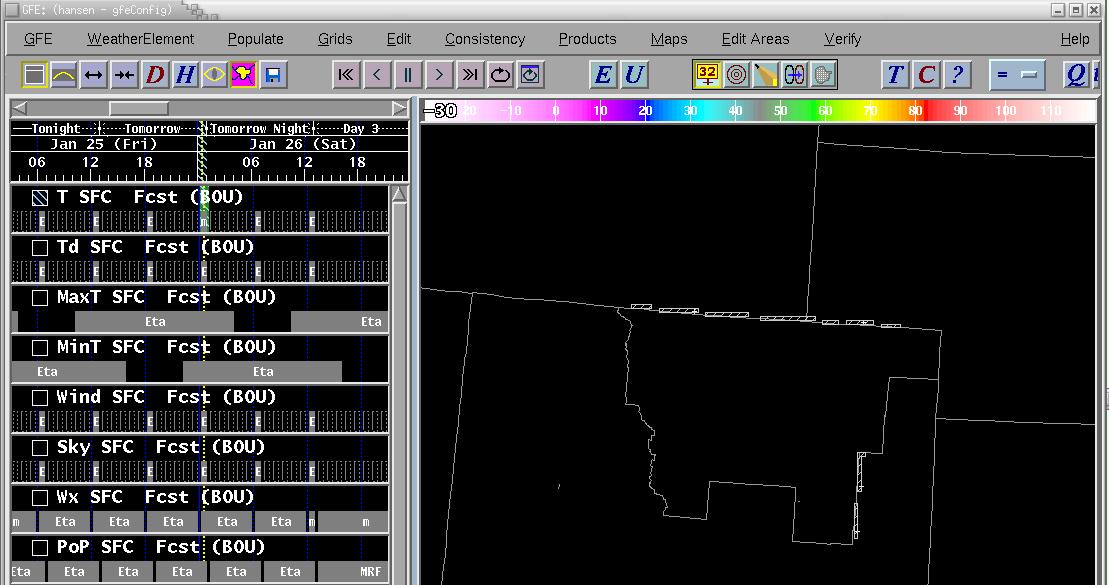 GFE: (hansen - gfeConfig)
GFE WeatherElement Populate Grids Edit Consistency Products Maps Edit Areas Verify Help
D H E U 32 T C ? = Q
-30 -10 0 10 20 30 40 50 60 70 80 90 100 110
Tonight Tomorrow Tomorrow Night Day 3
Jan 25 (Fri) Jan 26 (Sat)
06 12 18 06 12 18
T SFC Fcst (BOU)
E E E m E E
Td SFC Fcst (BOU)
E E E E E E
MaxT SFC Fcst (BOU)
Eta Eta
MinT SFC Fcst (BOU)
Eta Eta
Wind SFC Fcst (BOU)
E E E E E E
Sky SFC Fcst (BOU)
E E E E E E
Wx SFC Fcst (BOU)
m Eta Eta Eta Eta Eta m m
PoP SFC Fcst (BOU)
Eta Eta Eta Eta Eta Eta MRF